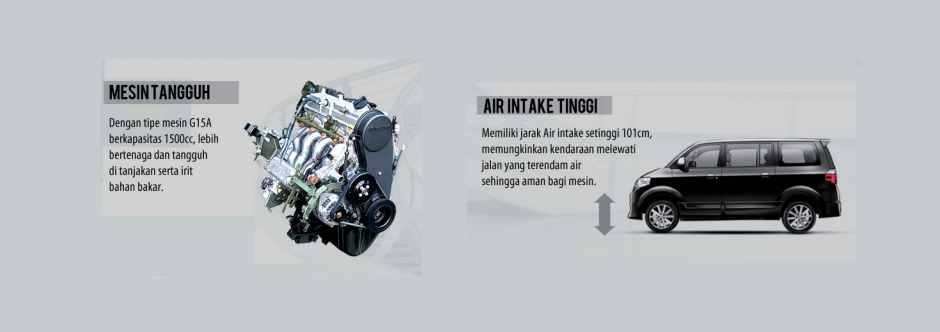 MESIN TANGGUH
Dengan tipe mesin G15A
berkapasitas 1500cc, lebih
bertenaga dan tangguh
di tanjakan serta irit
bahan bakar.
AIR INTAKE TINGGI
Memiliki jarak Air intake setinggi 101cm,
memungkinkan kendaraan melewati
jalan yang terendam air
sehingga aman bagi mesin.